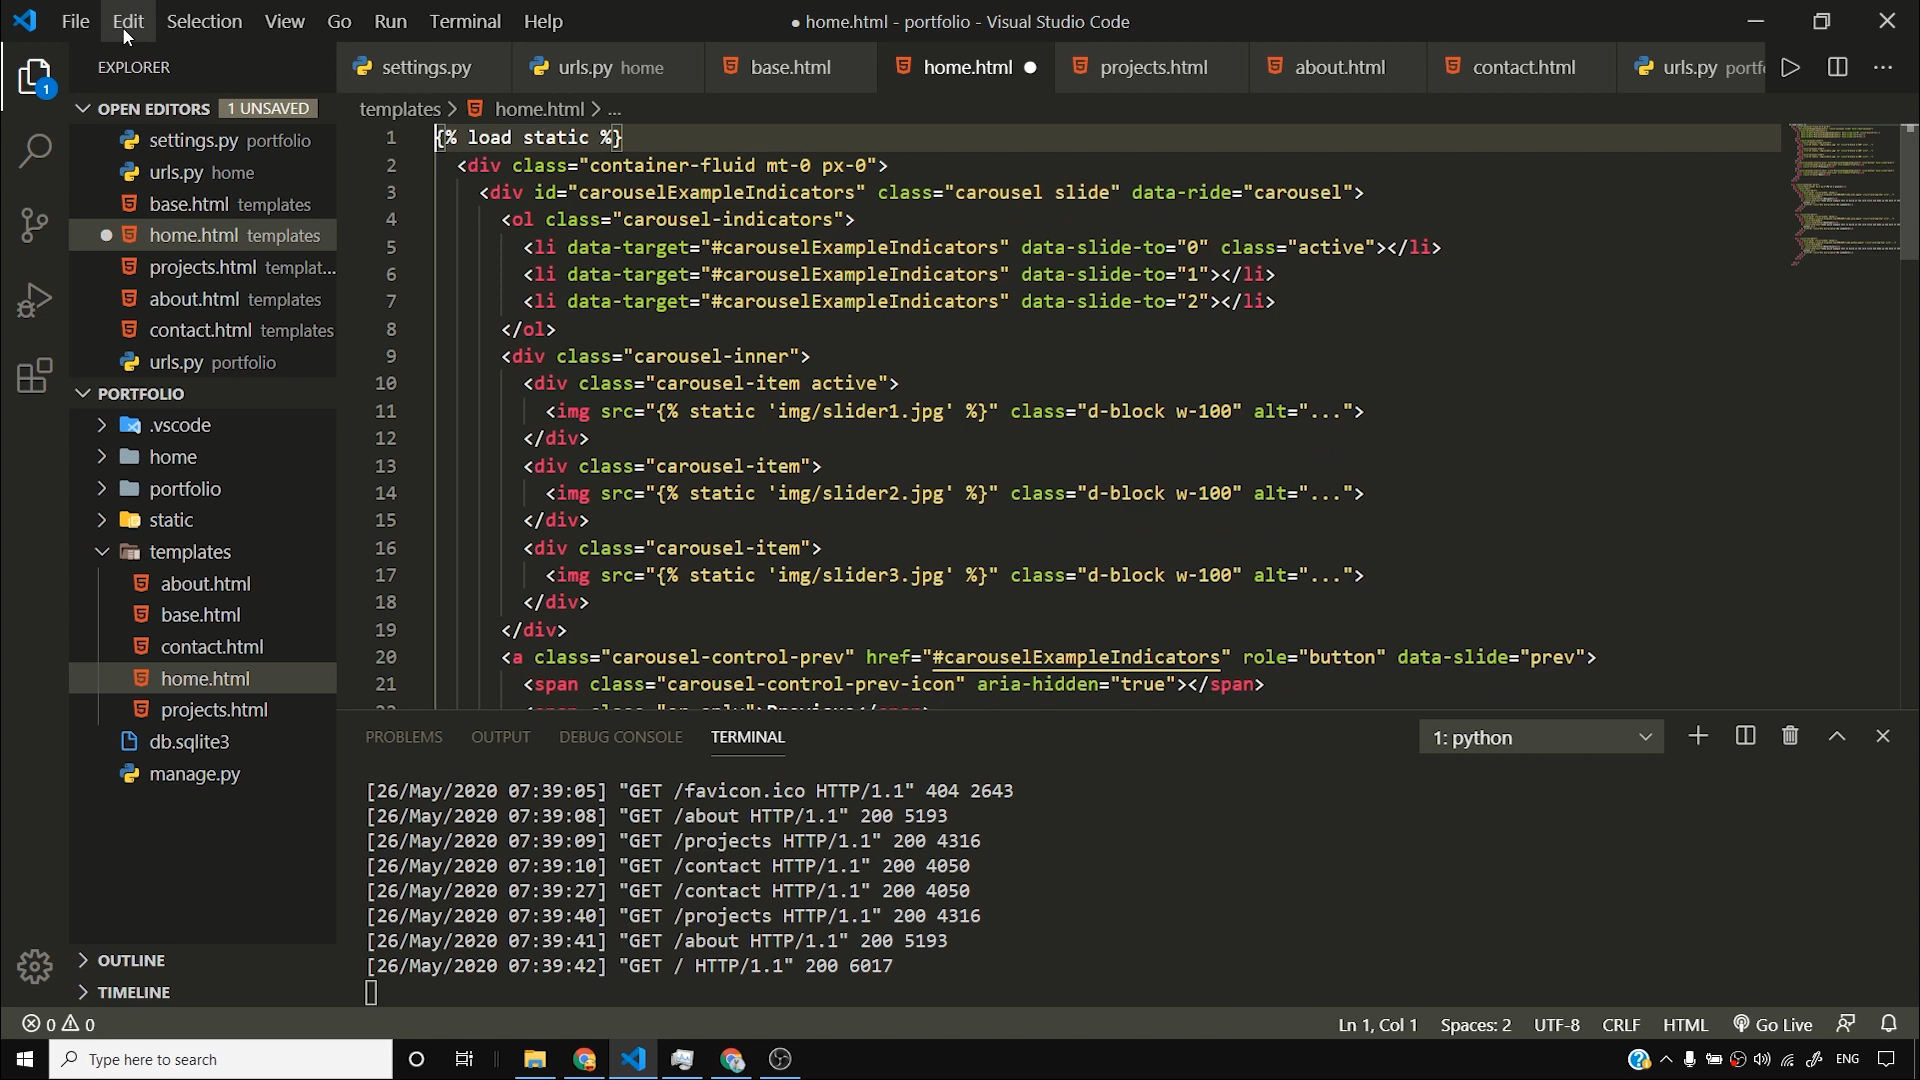 File Edit Selection View Go Run Terminal Help
● home.html - portfolio - Visual Studio Code
EXPLORER
settings.py
urls.py home
base.html
home.html ●
projects.html
about.html
contact.html
urls.py portf
OPEN EDITORS 1 UNSAVED
settings.py portfolio
urls.py home
base.html templates
home.html templates
projects.html templat...
about.html templates
contact.html templates
urls.py portfolio
PORTFOLIO
.vscode
home
portfolio
static
templates
about.html
base.html
contact.html
home.html
projects.html
db.sqlite3
manage.py
OUTLINE
TIMELINE
1
templates > home.html > ...
1 {% load static %}
2 <div class="container-fluid mt-0 px-0">
3 <div id="carouselExampleIndicators" class="carousel slide" data-ride="carousel">
4 <ol class="carousel-indicators">
5 <li data-target="#carouselExampleIndicators" data-slide-to="0" class="active"></li>
6 <li data-target="#carouselExampleIndicators" data-slide-to="1"></li>
7 <li data-target="#carouselExampleIndicators" data-slide-to="2"></li>
8 </ol>
9 <div class="carousel-inner">
10 <div class="carousel-item active">
11 <img src="{% static 'img/slider1.jpg' %}" class="d-block w-100" alt="...">
12 </div>
13 <div class="carousel-item">
14 <img src="{% static 'img/slider2.jpg' %}" class="d-block w-100" alt="...">
15 </div>
16 <div class="carousel-item">
17 <img src="{% static 'img/slider3.jpg' %}" class="d-block w-100" alt="...">
18 </div>
19 </div>
20 <a class="carousel-control-prev" href="#carouselExampleIndicators" role="button" data-slide="prev">
21 <span class="carousel-control-prev-icon" aria-hidden="true"></span>
PROBLEMS OUTPUT DEBUG CONSOLE TERMINAL
1: python
[26/May/2020 07:39:05] "GET /favicon.ico HTTP/1.1" 404 2643
[26/May/2020 07:39:08] "GET /about HTTP/1.1" 200 5193
[26/May/2020 07:39:09] "GET /projects HTTP/1.1" 200 4316
[26/May/2020 07:39:10] "GET /contact HTTP/1.1" 200 4050
[26/May/2020 07:39:27] "GET /contact HTTP/1.1" 200 4050
[26/May/2020 07:39:40] "GET /projects HTTP/1.1" 200 4316
[26/May/2020 07:39:41] "GET /about HTTP/1.1" 200 5193
[26/May/2020 07:39:42] "GET / HTTP/1.1" 200 6017
0 0
Ln 1, Col 1 Spaces: 2 UTF-8 CRLF HTML Go Live
Type here to search
ENG